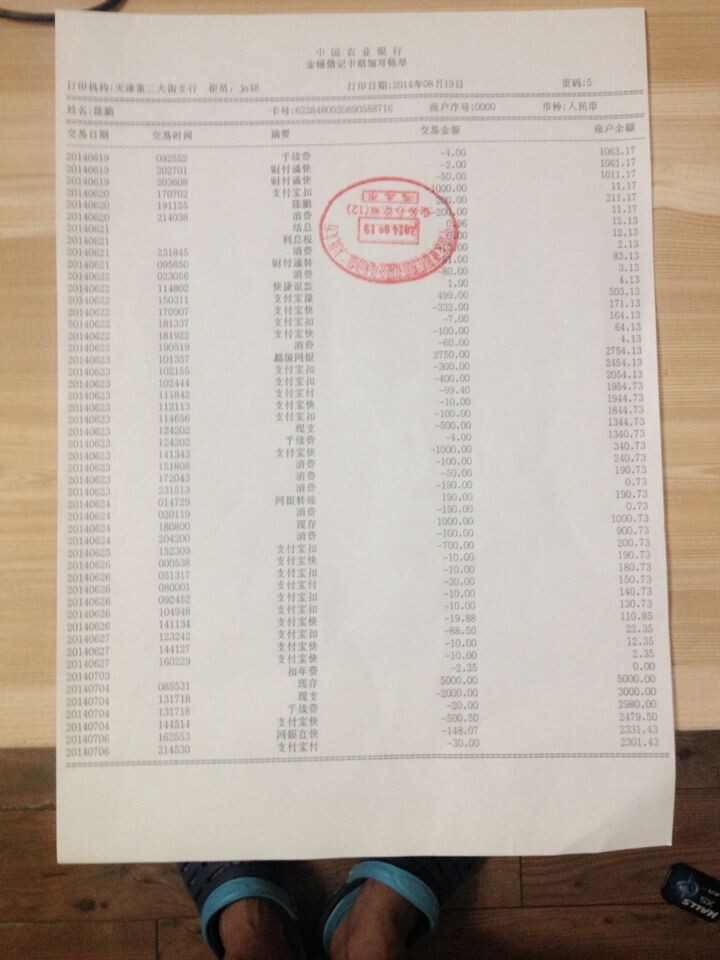 中国农业银行
金穗借记卡明细对帐单
打印机构:天津第二大街支行 柜员: jn48 打印日期:2014年08月19日 页码:5
姓名:陈鹏 卡号:6228480020890588716 账户序号:0000 币种:人民币
交易日期 交易时间 摘要 交易金额 账户余额
20140619 092552 手续费 -4.00 1063.17
20140619 202701 财付通快 -2.00 1061.17
20140619 203608 财付通快 -50.00 1011.17
20140620 170702 支付宝扣 -1000.00 11.17
20140620 191125 陈鹏 200.00 211.17
20140620 214038 消费 -200.00 11.17
20140621 结息 0.96 12.13
20140621 利息税 0.00 12.13
20140621 231845 消费 -10.00 2.13
20140621 095650 财付通转 81.00 83.13
20140622 023056 消费 -80.00 3.13
20140622 114802 快捷退款 1.00 4.13
20140622 150311 支付宝提 499.00 503.13
20140622 170907 支付宝快 -332.00 171.13
20140622 181337 支付宝扣 -7.00 164.13
20140622 181922 支付宝快 -100.00 64.13
20140622 190519 消费 -60.00 4.13
20140623 101357 超级网银 2750.00 2754.13
20140623 102155 支付宝扣 -300.00 2454.13
20140623 102444 支付宝扣 -400.00 2054.13
20140623 111842 支付宝付 -99.40 1954.73
20140623 112113 支付宝快 -10.00 1944.73
20140623 114656 支付宝扣 -100.00 1844.73
20140623 124202 现支 -500.00 1344.73
20140623 124202 手续费 -4.00 1340.73
20140623 141343 支付宝快 -1000.00 340.73
20140623 151808 消费 -100.00 240.73
20140623 172043 消费 -50.00 190.73
20140623 231513 消费 -190.00 0.73
20140624 014729 网银转账 190.00 190.73
20140624 020119 消费 -190.00 0.73
20140624 180800 现存 1000.00 1000.73
20140624 204200 消费 -100.00 900.73
20140625 152309 支付宝扣 -700.00 200.73
20140626 000538 支付宝快 -10.00 190.73
20140626 051317 支付宝扣 -10.00 180.73
20140626 080001 支付宝付 -30.00 150.73
20140626 092452 支付宝扣 -10.00 140.73
20140626 104948 支付宝扣 -10.00 130.73
20140626 141134 支付宝快 -19.88 110.85
20140627 123242 支付宝扣 -88.50 22.35
20140627 144127 支付宝快 -10.00 12.35
20140627 160229 支付宝快 -10.00 2.35
20140703 扣年费 -2.35 0.00
20140704 085531 现存 5000.00 5000.00
20140704 131718 现支 -2000.00 3000.00
20140704 131718 手续费 -20.00 2980.00
20140704 144514 支付宝快 -500.50 2479.50
20140706 162553 网银在快 -148.07 2331.43
20140706 214530 支付宝付 -30.00 2301.43
2014.08.19
业务办公章(12)
HALLS
XS